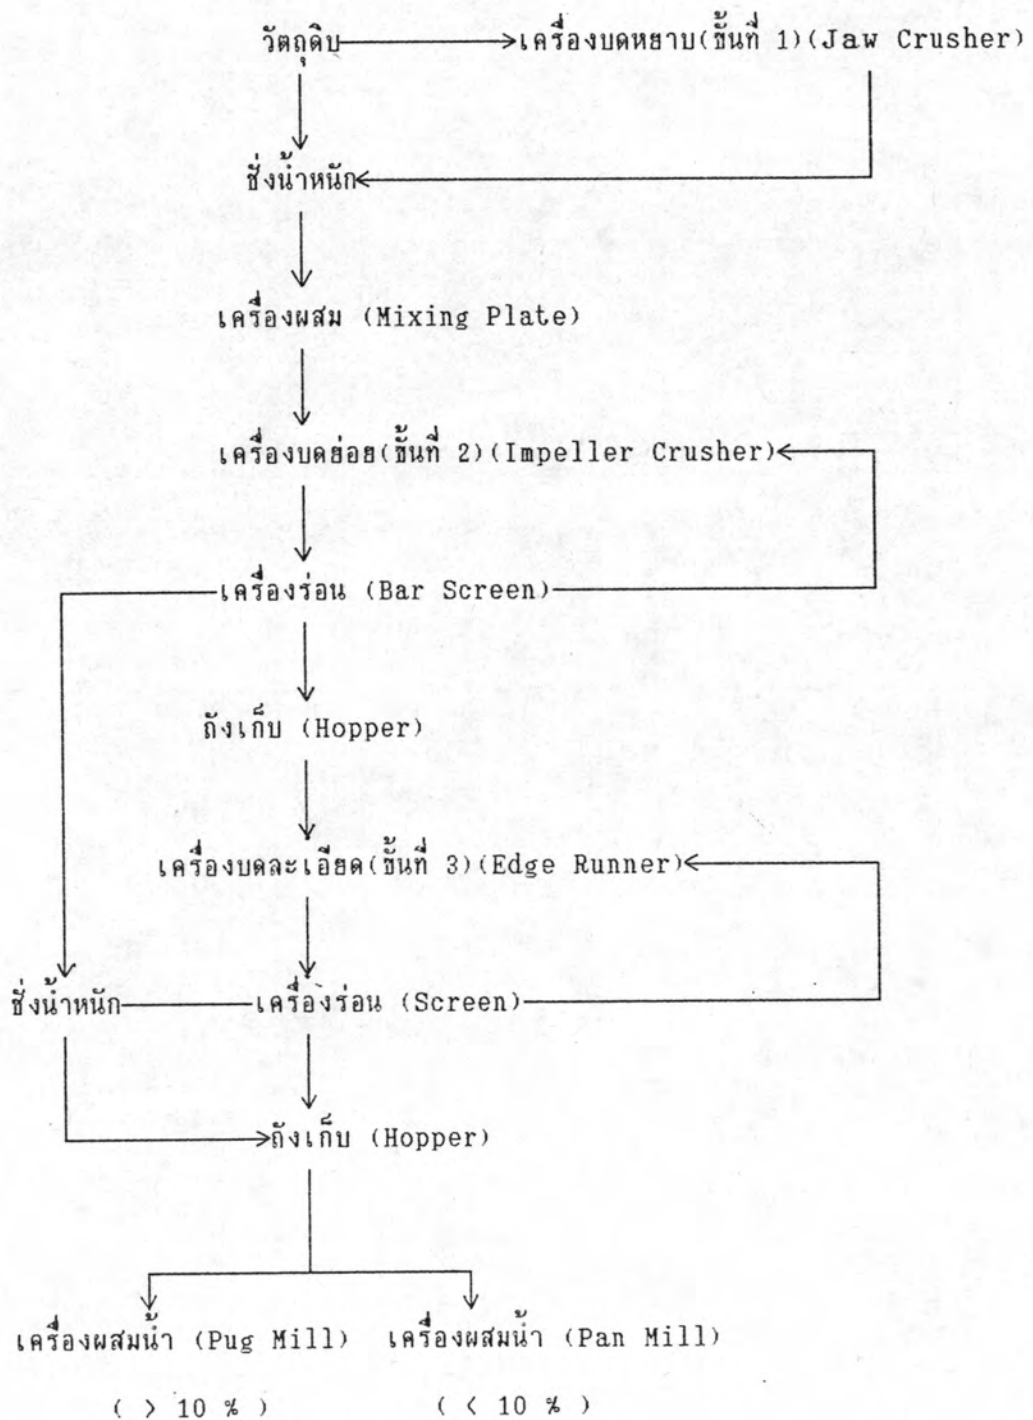 วัตถุดิบ เครื่องบดหยาบ(ขั้นที่ 1)(Jaw Crusher)
ชั่งน้ำหนัก
เครื่องผสม (Mixing Plate)
เครื่องบดย่อย(ขั้นที่ 2)(Impeller Crusher)
เครื่องร่อน (Bar Screen)
ถังเก็บ (Hopper)
เครื่องบดละเอียด(ขั้นที่ 3)(Edge Runner)
ชั่งน้ำหนัก เครื่องร่อน (Screen)
ถังเก็บ (Hopper)
เครื่องผสมน้ำ (Pug Mill) เครื่องผสมน้ำ (Pan Mill)
( > 10 % ) ( < 10 % )